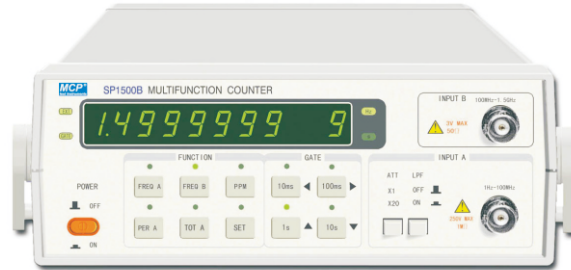 MCP
SP1500B MULTIFUNCTION COUNTER
1.4999999 9
Hz
INPUT B 100MHz-1.5GHz
3V MAX
50Ω
FUNCTION
GATE
FREQ A FREQ B PPM 10ms 100ms
PER A TOT A SET 1s 10s
POWER
OFF
ON
INPUT A
ATT LPF
X1 OFF
X20 ON
1Hz-100MHz
250V MAX
1MΩ